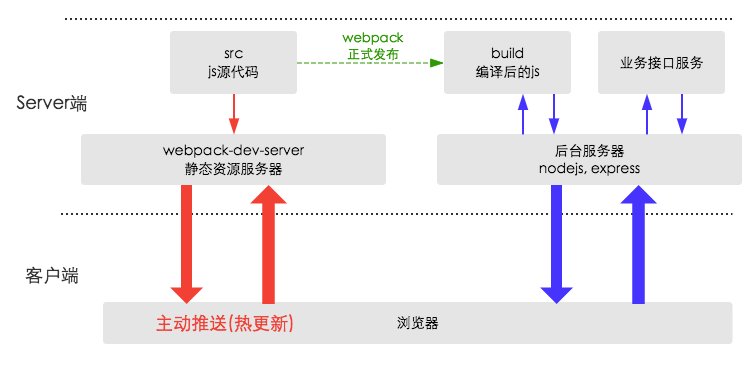 webpack
正式发布
src
js源代码
build
编译后的js
业务接口服务
Server端
webpack-dev-server
静态资源服务器
后台服务器
nodejs, express
客户端
主动推送(热更新)
浏览器